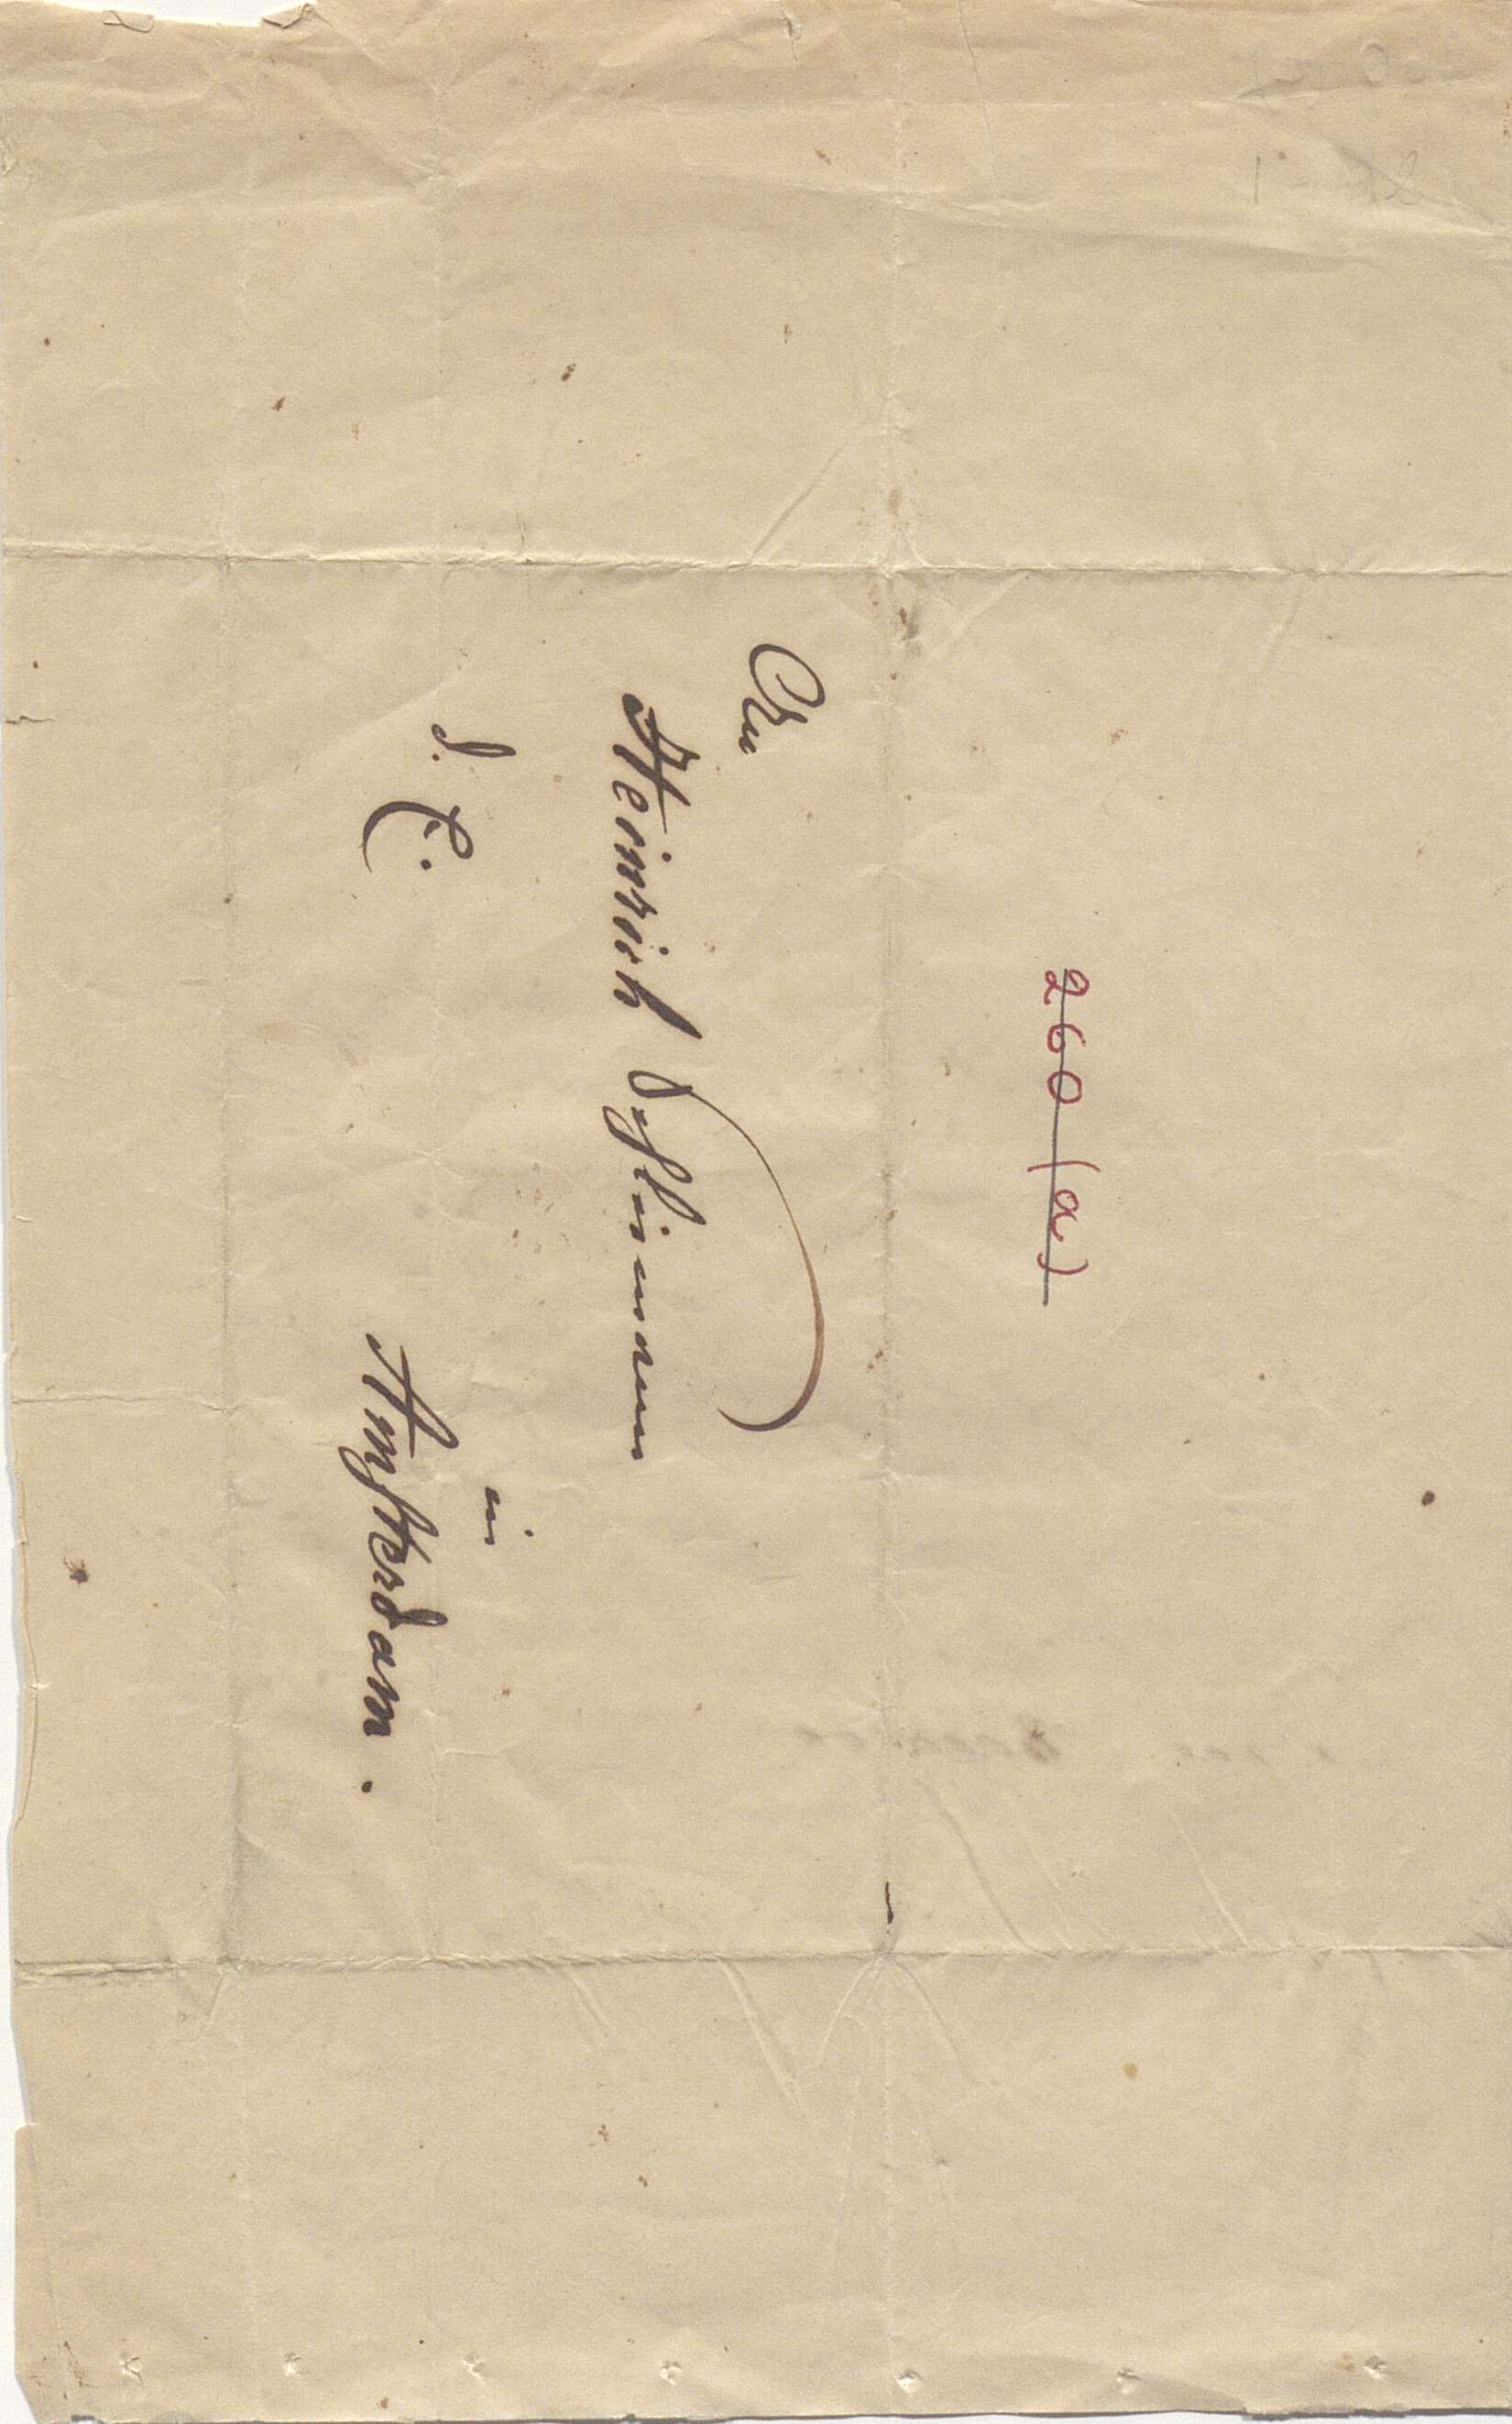 260 (a)
An
Heinrich Schliemann
d. E.
in
Amsterdam.